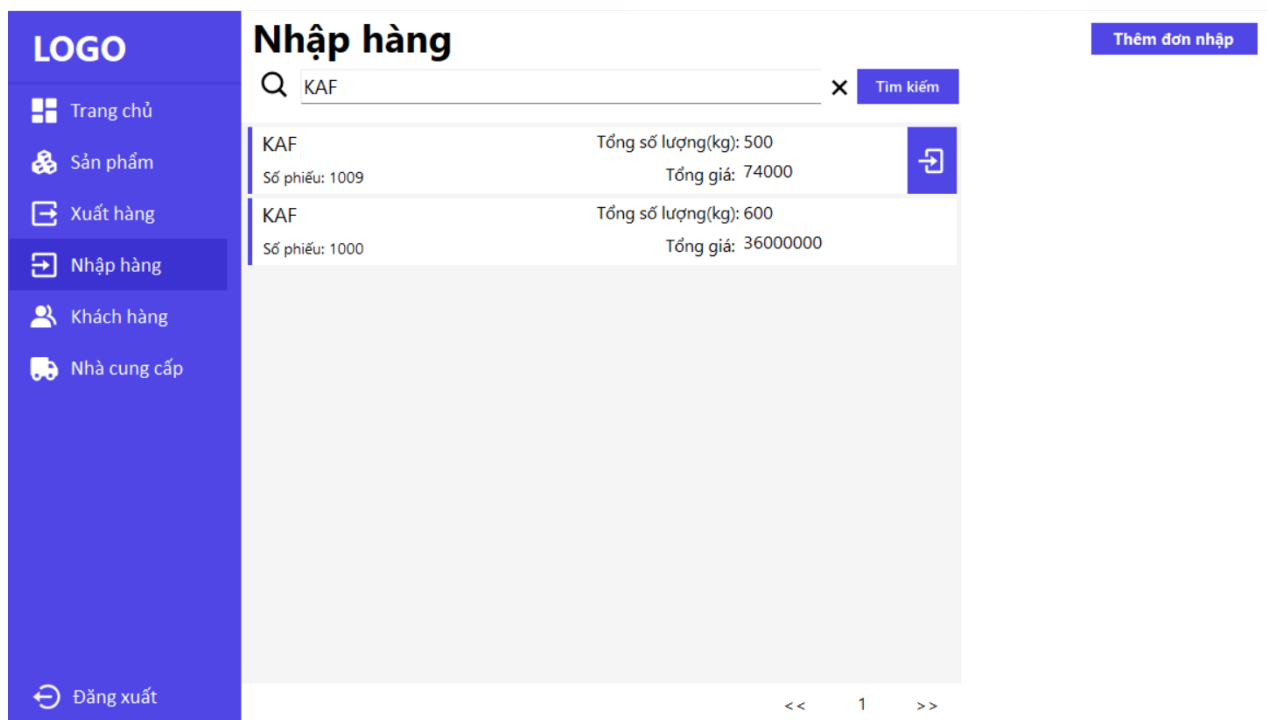 LOGO
Trang chủ
Sản phẩm
Xuất hàng
Nhập hàng
Khách hàng
Nhà cung cấp
Đăng xuất
Nhập hàng
Thêm đơn nhập
KAF
Tìm kiếm
KAF
Tổng số lượng(kg): 500
Số phiếu: 1009
Tổng giá: 74000
KAF
Tổng số lượng(kg): 600
Số phiếu: 1000
Tổng giá: 36000000
<< 1 >>